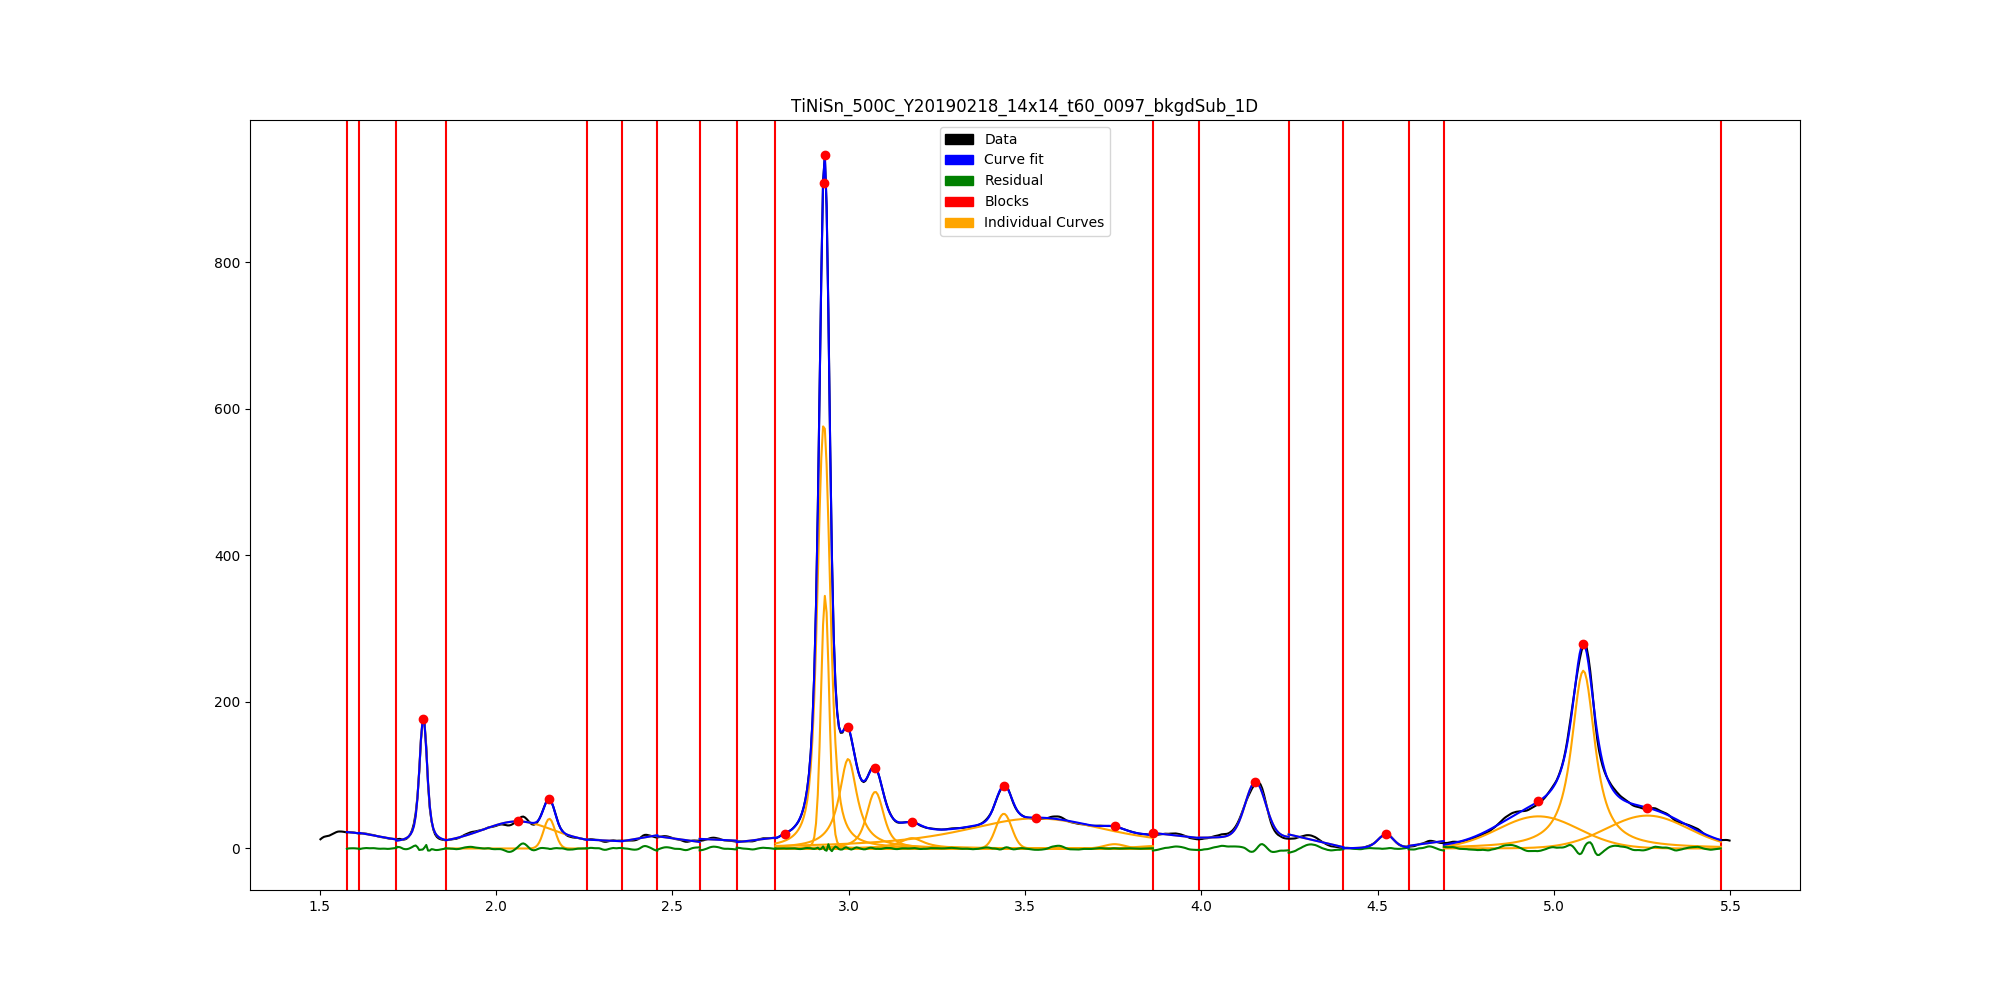 TiNiSn_500C_Y20190218_14x14_t60_0097_bkgdSub_1D
Data
Curve fit
Residual
Blocks
Individual Curves
800
600
400
200
0
1.5 2.0 2.5 3.0 3.5 4.0 4.5 5.0 5.5